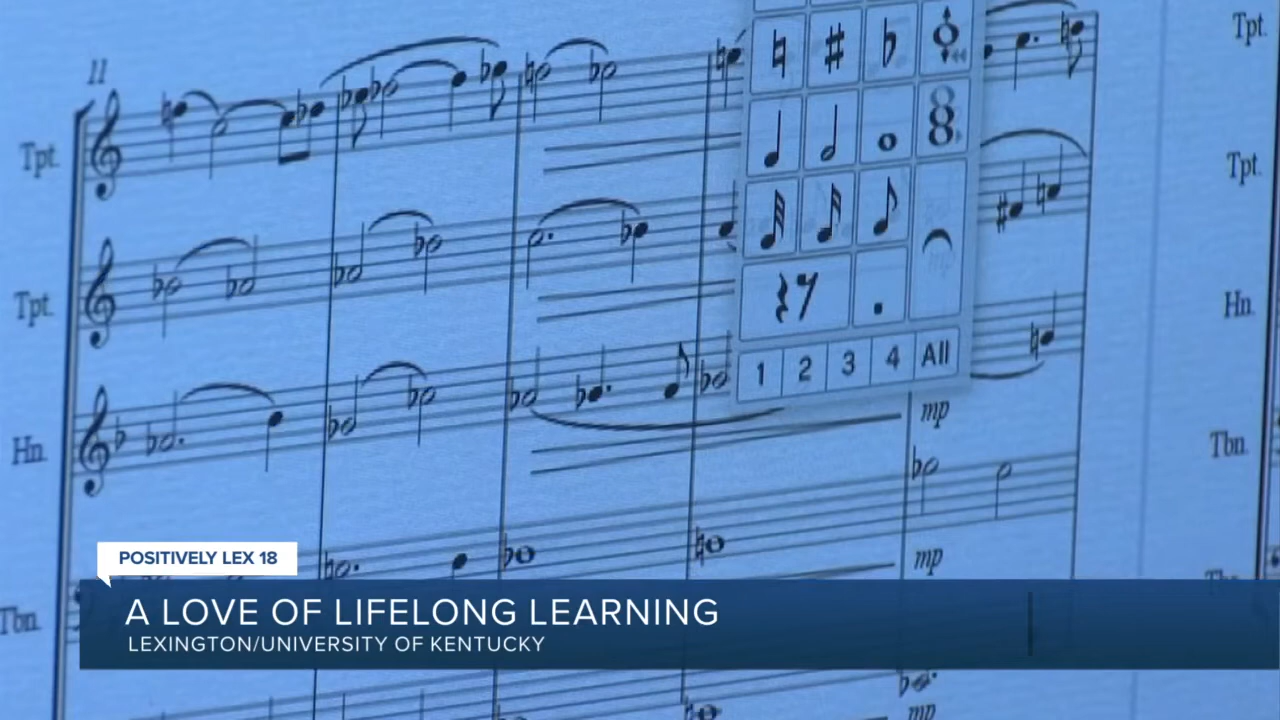 11
Tpt.
Tpt.
Tpt.
Tpt.
Hn.
Hn.
1 2 3 4 All
mp
Tbn.
mp
Tbn.
POSITIVELY LEX 18
A LOVE OF LIFELONG LEARNING
LEXINGTON/UNIVERSITY OF KENTUCKY
mp